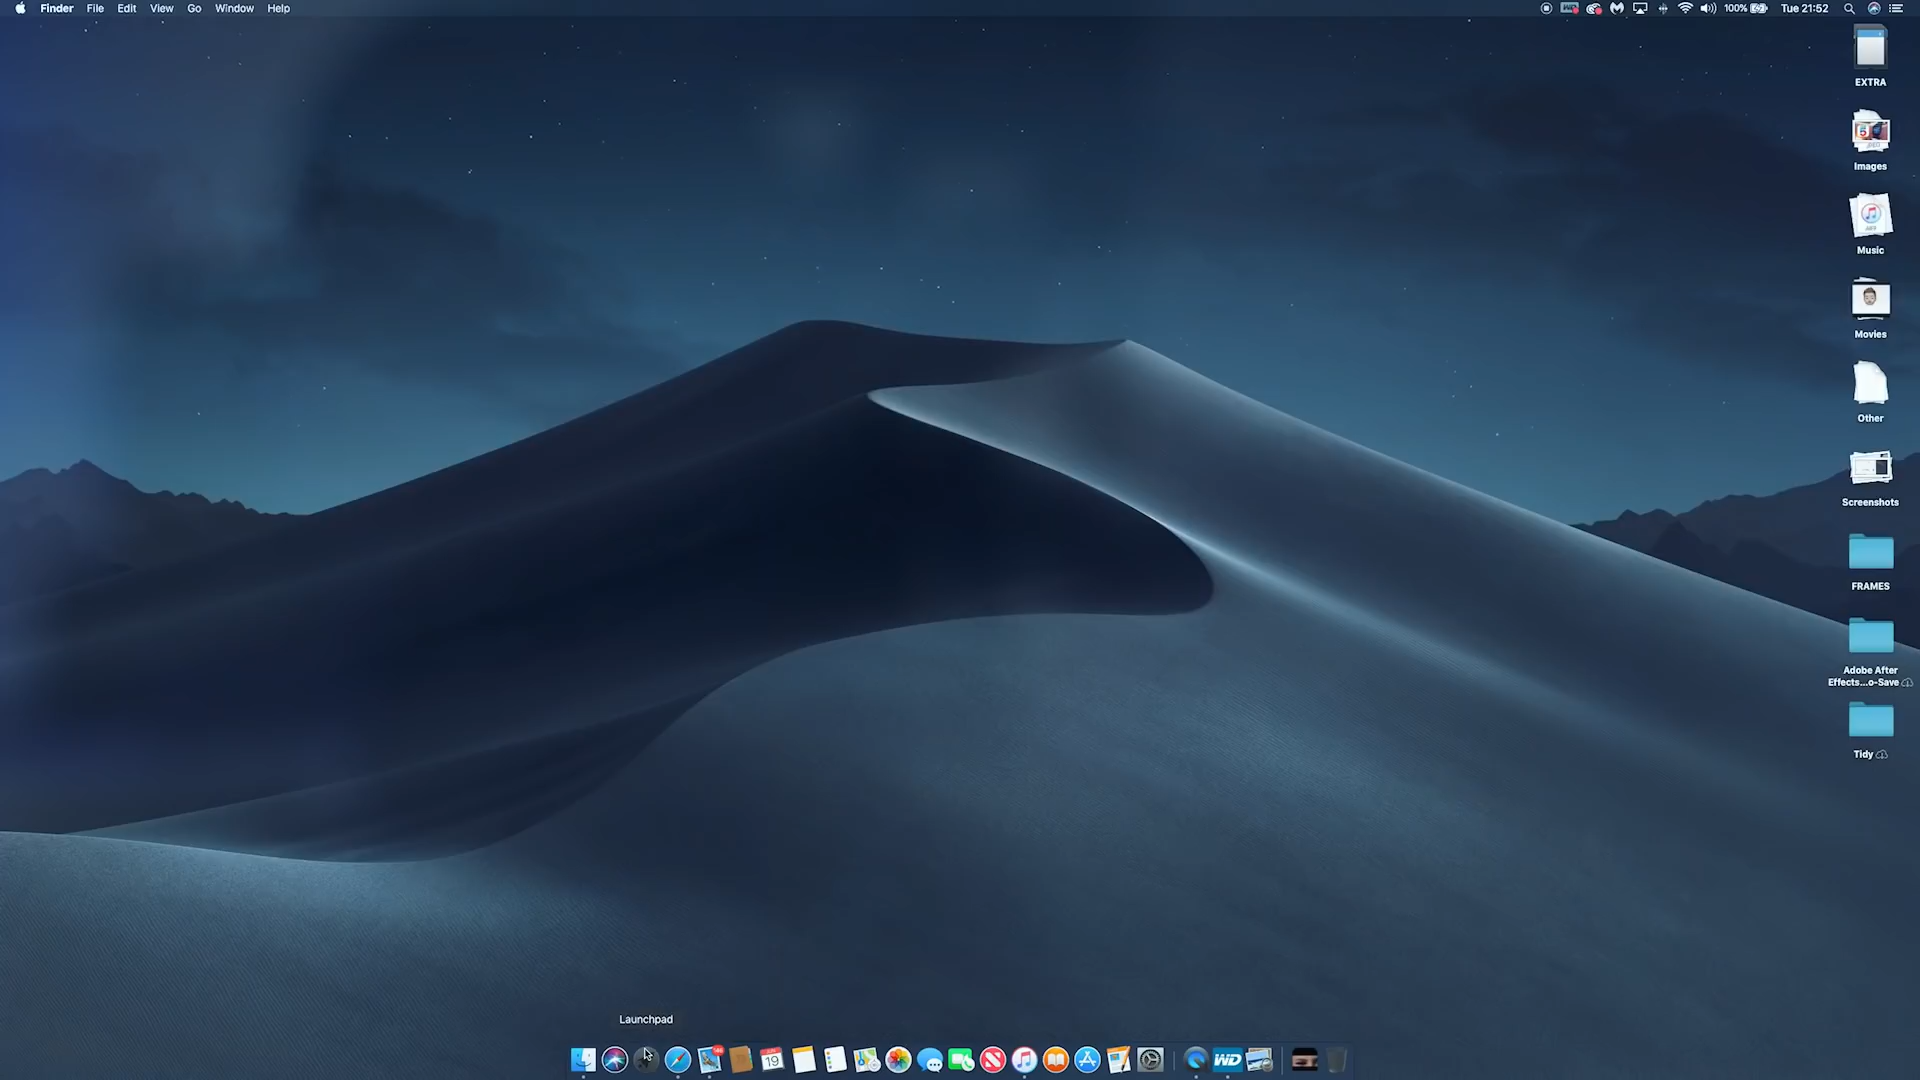 Finder File Edit View Go Window Help
100% Tue 21:52
EXTRA
Images
Music
Movies
Other
Screenshots
FRAMES
Adobe After
Effects...o-Save
Tidy
Launchpad
19
WD